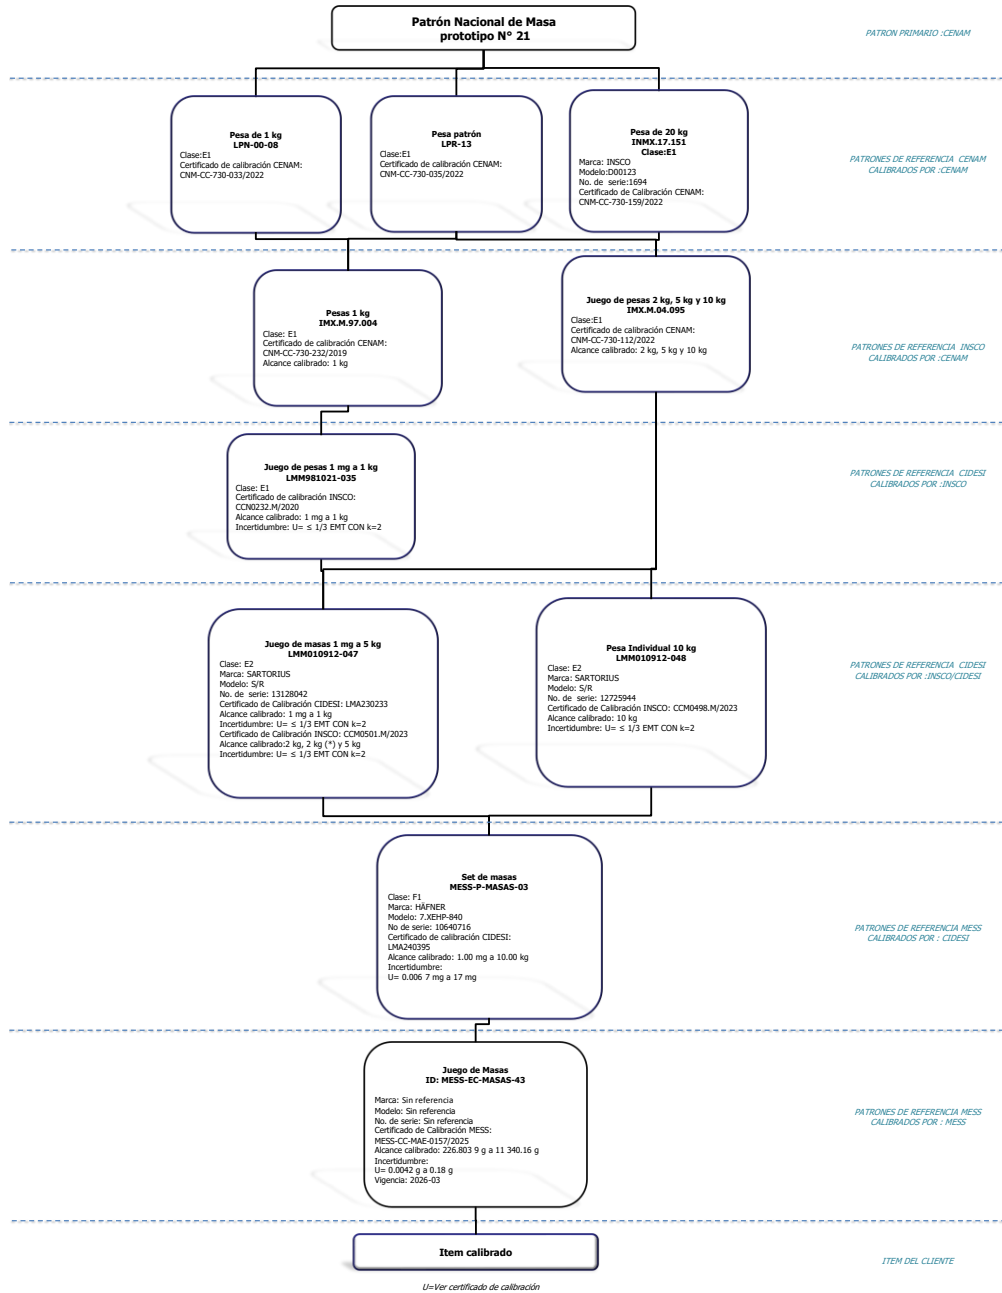 Patrón Nacional de Masa
prototipo N° 21
PATRON PRIMARIO :CENAM
Pesa de 1 kg
LPN-00-08
Clase:E1
Certificado de calibración CENAM:
CNM-CC-730-033/2022
Pesa patrón
LPR-13
Clase:E1
Certificado de calibración CENAM:
CNM-CC-730-035/2022
Pesa de 20 kg
INMX.17.151
Clase:E1
Marca: INSCO
Modelo:D00123
No. de serie:1694
Certificado de Calibración CENAM:
CNM-CC-730-159/2022
PATRONES DE REFERENCIA CENAM
CALIBRADOS POR :CENAM
Pesas 1 kg
IMX.M.97.004
Clase: E1
Certificado de calibración CENAM:
CNM-CC-730-232/2019
Alcance calibrado: 1 kg
Juego de pesas 2 kg, 5 kg y 10 kg
IMX.M.04.095
Clase:E1
Certificado de calibración CENAM:
CNM-CC-730-112/2022
Alcance calibrado: 2 kg, 5 kg y 10 kg
PATRONES DE REFERENCIA INSCO
CALIBRADOS POR :CENAM
Juego de pesas 1 mg a 1 kg
LMM981021-035
Clase: E1
Certificado de calibración INSCO:
CCN0232.M/2020
Alcance calibrado: 1 mg a 1 kg
Incertidumbre: U= ≤ 1/3 EMT CON k=2
PATRONES DE REFERENCIA CIDESI
CALIBRADOS POR :INSCO
Juego de masas 1 mg a 5 kg
LMM010912-047
Clase: E2
Marca: SARTORIUS
Modelo: S/R
No. de serie: 13128042
Certificado de Calibración CIDESI: LMA230233
Alcance calibrado: 1 mg a 1 kg
Incertidumbre: U= ≤ 1/3 EMT CON k=2
Certificado de Calibración INSCO: CCM0501.M/2023
Alcance calibrado:2 kg, 2 kg (*) y 5 kg
Incertidumbre: U= ≤ 1/3 EMT CON k=2
Pesa Individual 10 kg
LMM010912-048
Clase: E2
Marca: SARTORIUS
Modelo: S/R
No. de serie: 12725944
Certificado de Calibración INSCO: CCM0498.M/2023
Alcance calibrado: 10 kg
Incertidumbre: U= ≤ 1/3 EMT CON k=2
PATRONES DE REFERENCIA CIDESI
CALIBRADOS POR :INSCO/CIDESI
Set de masas
MESS-P-MASAS-03
Clase: F1
Marca: HÄFNER
Modelo: 7.XEHP-840
No de serie: 10640716
Certificado de calibración CIDESI:
LMA240395
Alcance calibrado: 1.00 mg a 10.00 kg
Incertidumbre:
U= 0.006 7 mg a 17 mg
PATRONES DE REFERENCIA MESS
CALIBRADOS POR : CIDESI
Juego de Masas
ID: MESS-EC-MASAS-43
Marca: Sin referencia
Modelo: Sin referencia
No. de serie: Sin referencia
Certificado de Calibración MESS:
MESS-CC-MAE-0157/2025
Alcance calibrado: 226.803 9 g a 11 340.16 g
Incertidumbre:
U= 0.0042 g a 0.18 g
Vigencia: 2026-03
PATRONES DE REFERENCIA MESS
CALIBRADOS POR : MESS
Item calibrado
ITEM DEL CLIENTE
U=Ver certificado de calibración